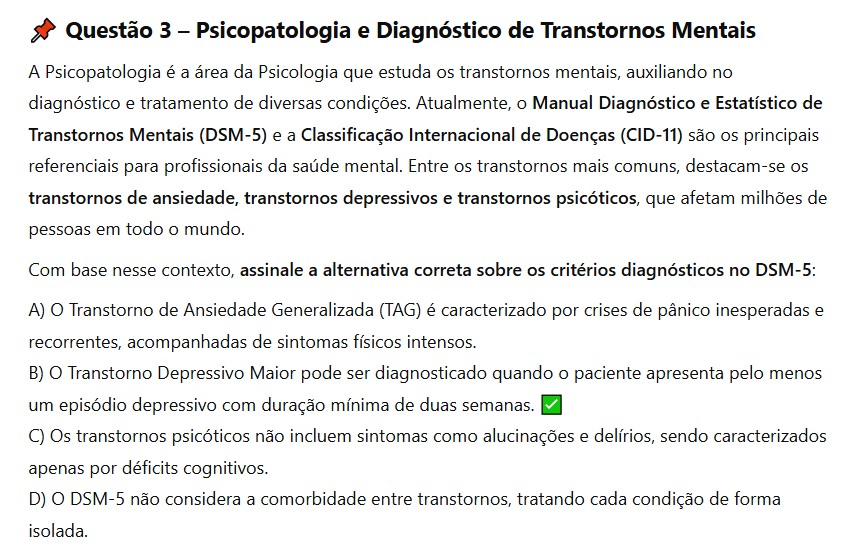 📌 Questão 3 – Psicopatologia e Diagnóstico de Transtornos Mentais
A Psicopatologia é a área da Psicologia que estuda os transtornos mentais, auxiliando no
diagnóstico e tratamento de diversas condições. Atualmente, o Manual Diagnóstico e Estatístico de
Transtornos Mentais (DSM-5) e a Classificação Internacional de Doenças (CID-11) são os principais
referenciais para profissionais da saúde mental. Entre os transtornos mais comuns, destacam-se os
transtornos de ansiedade, transtornos depressivos e transtornos psicóticos, que afetam milhões de
pessoas em todo o mundo.
Com base nesse contexto, assinale a alternativa correta sobre os critérios diagnósticos no DSM-5:
A) O Transtorno de Ansiedade Generalizada (TAG) é caracterizado por crises de pânico inesperadas e
recorrentes, acompanhadas de sintomas físicos intensos.
B) O Transtorno Depressivo Maior pode ser diagnosticado quando o paciente apresenta pelo menos
um episódio depressivo com duração mínima de duas semanas. ✅
C) Os transtornos psicóticos não incluem sintomas como alucinações e delírios, sendo caracterizados
apenas por déficits cognitivos.
D) O DSM-5 não considera a comorbidade entre transtornos, tratando cada condição de forma
isolada.